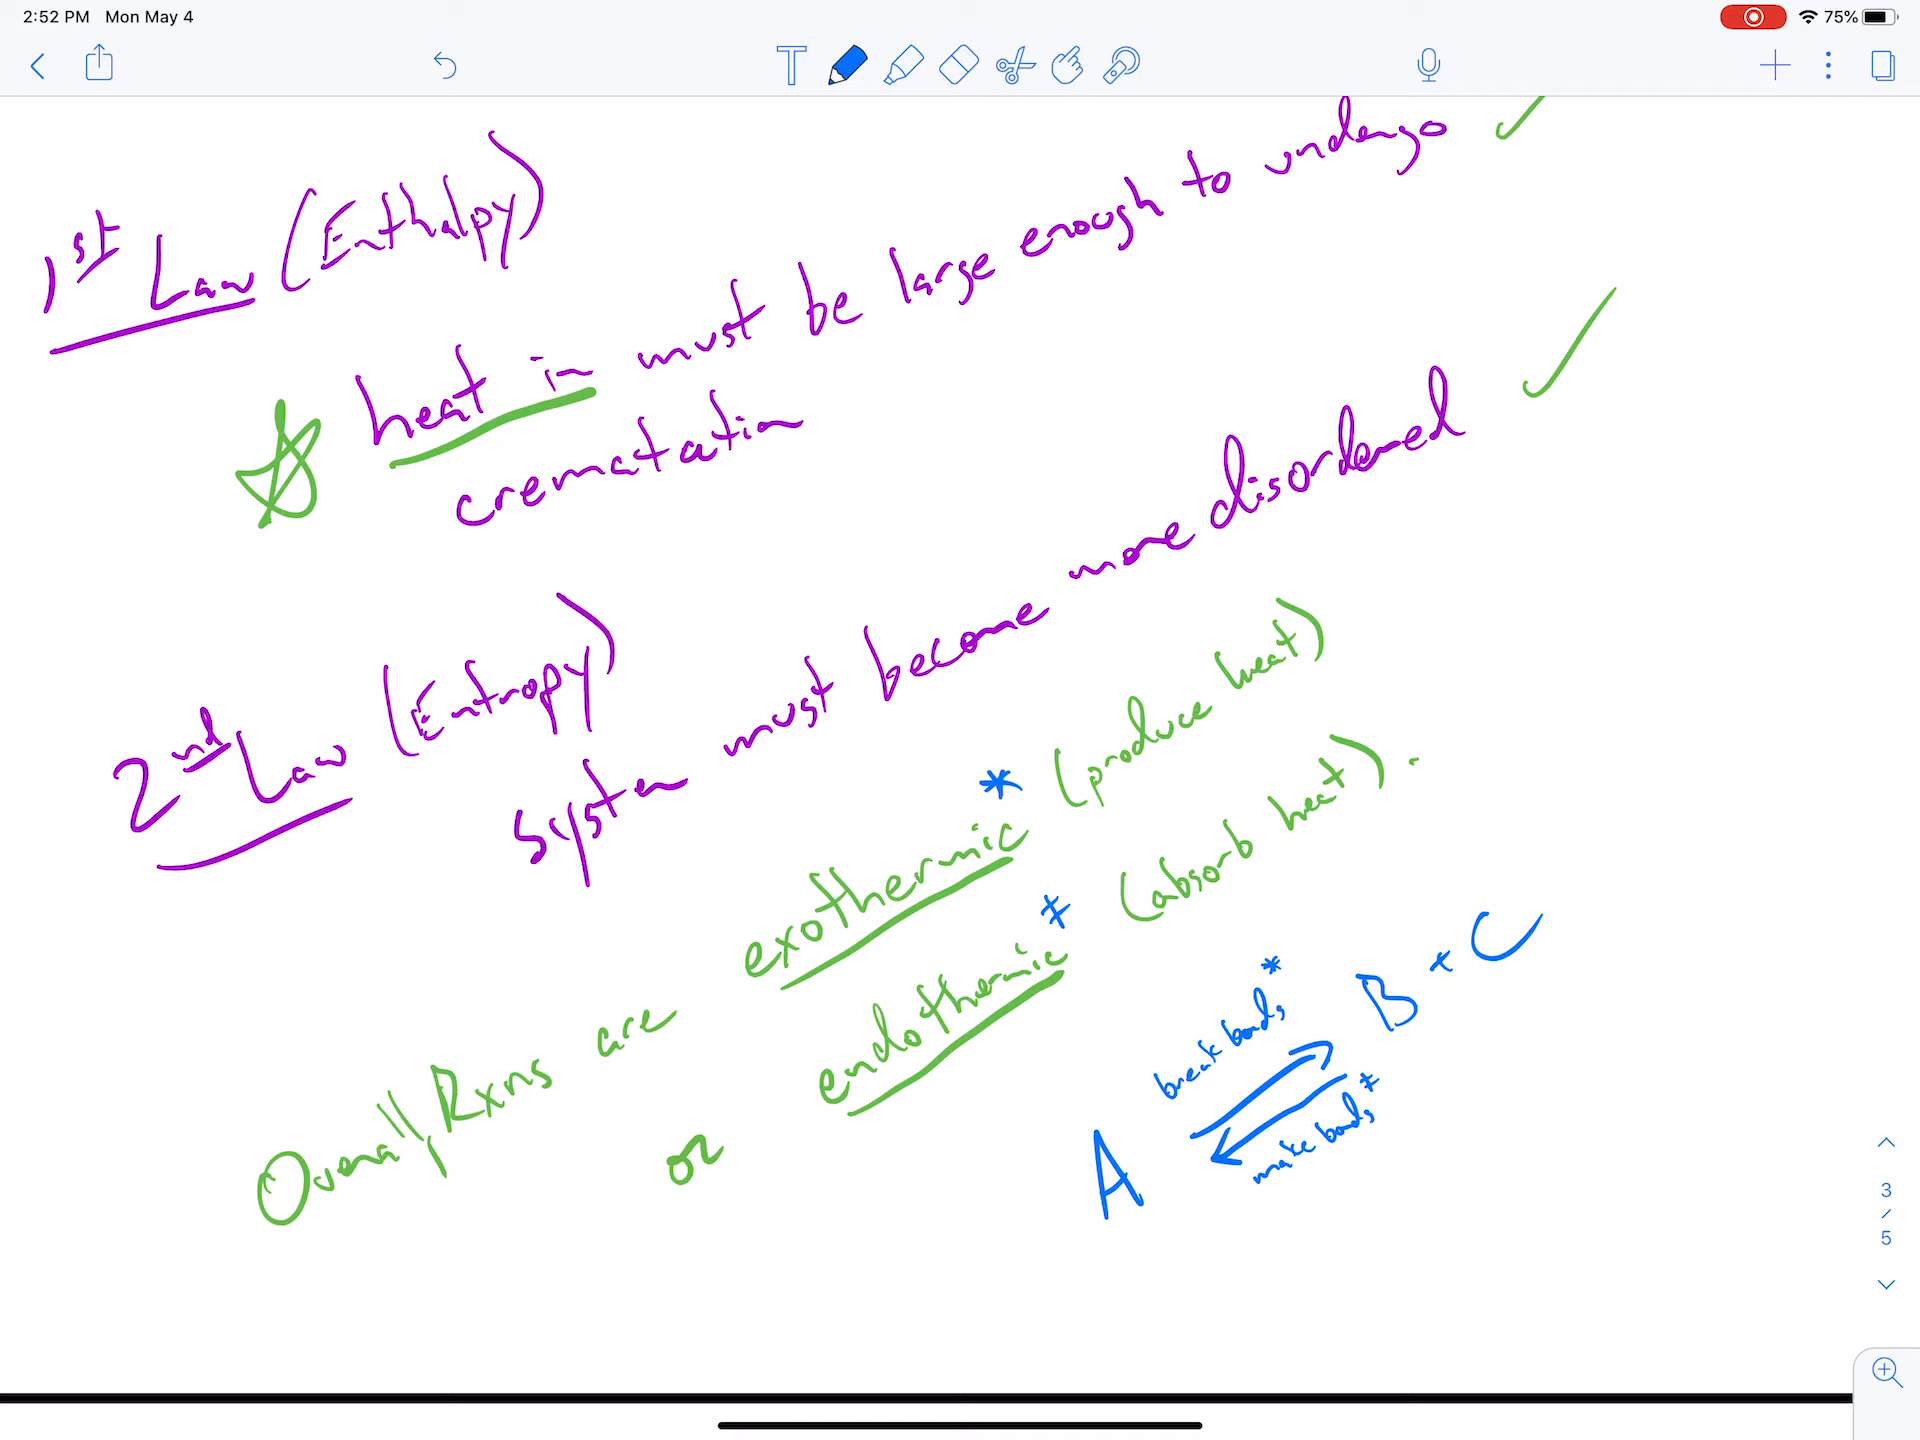 2:52 PM Mon May 4
75%
1st Law (Enthalpy)
heat in must be large enough to undergo
cremation
2nd Law (Entropy)
system must become more disordered
Overall, Rxns are exothermic * (produce heat)
or endothermic * (absorb heat).
A break bonds * B + C
make bonds *
3
/
5